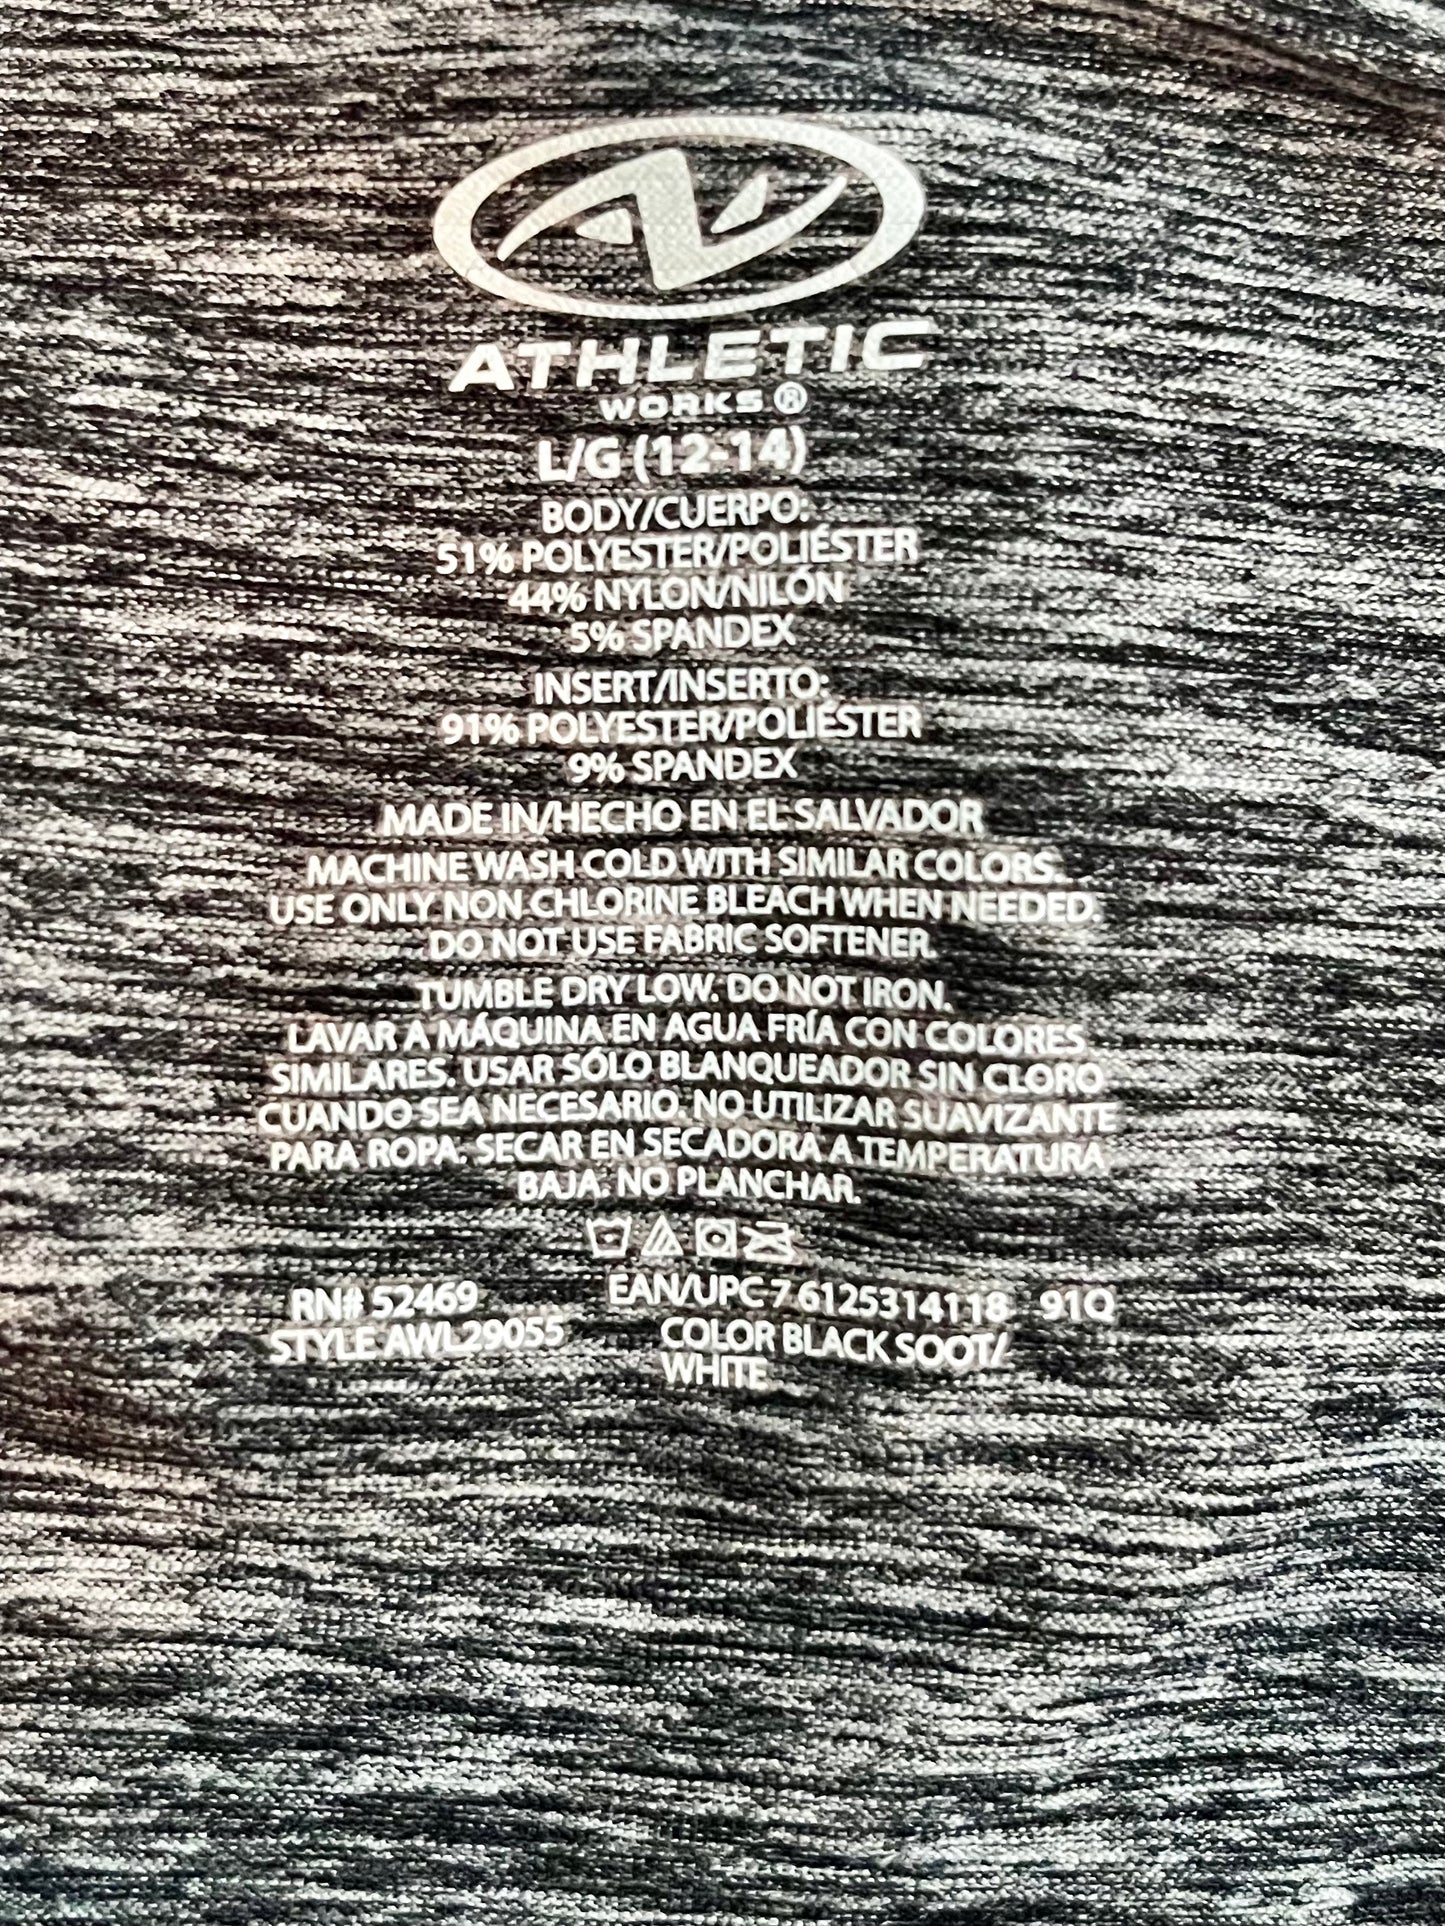 ATHLETIC
WORKS®
L/G (12-14)
BODY/CUERPO:
51% POLYESTER/POLIÉSTER
44% NYLON/NILÓN
5% SPANDEX
INSERT/INSERTO:
91% POLYESTER/POLIÉSTER
9% SPANDEX
MADE IN/HECHO EN EL SALVADOR
MACHINE WASH COLD WITH SIMILAR COLORS.
USE ONLY NON CHLORINE BLEACH WHEN NEEDED.
DO NOT USE FABRIC SOFTENER.
TUMBLE DRY LOW. DO NOT IRON.
LAVAR A MÁQUINA EN AGUA FRÍA CON COLORES
SIMILARES. USAR SÓLO BLANQUEADOR SIN CLORO
CUANDO SEA NECESARIO. NO UTILIZAR SUAVIZANTE
PARA ROPA. SECAR EN SECADORA A TEMPERATURA
BAJA. NO PLANCHAR.
RN# 52469 EAN/UPC 7 6125314118 91Q
STYLE AWL29055 COLOR BLACK SOOT/
WHITE